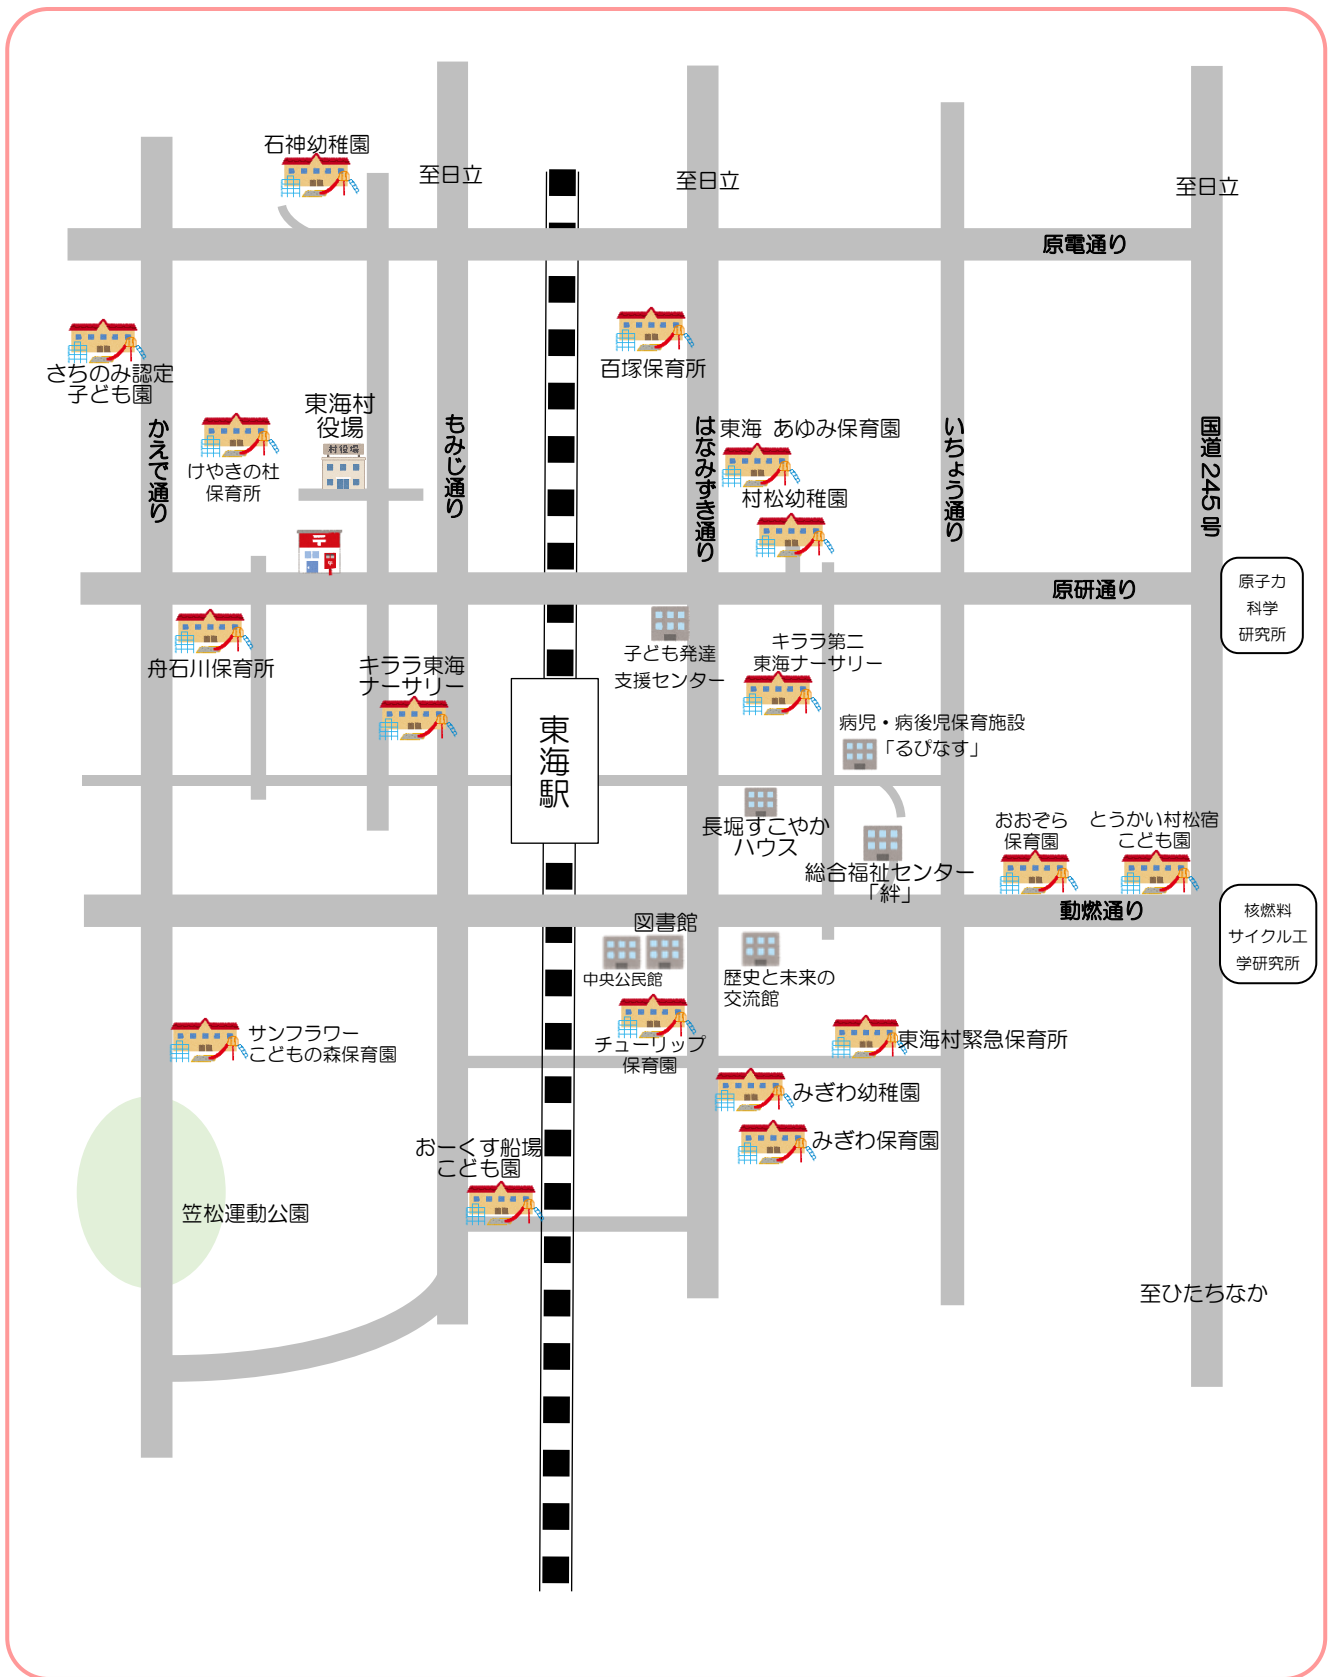 石神幼稚園
至日立
至日立
至日立
原電通り
さちのみ認定
子ども園
百塚保育所
東海村
役場
村役場
けやきの杜
保育所
かえで通り
もみじ通り
はなみずき通り
東海 あゆみ保育園
村松幼稚園
いちょう通り
国道245号
原研通り
原子力
科学
研究所
舟石川保育所
キララ東海
ナーサリー
子ども発達
支援センター
キララ第二
東海ナーサリー
東海駅
病児・病後児保育施設
「るぴなす」
長堀すこやか
ハウス
総合福祉センター
「絆」
おおぞら
保育園
とうかい村松宿
こども園
動燃通り
核燃料
サイクル工
学研究所
図書館
中央公民館
歴史と未来の
交流館
サンフラワー
こどもの森保育園
チューリップ
保育園
東海村緊急保育所
みぎわ幼稚園
みぎわ保育園
おーくす船場
こども園
笠松運動公園
至ひたちなか